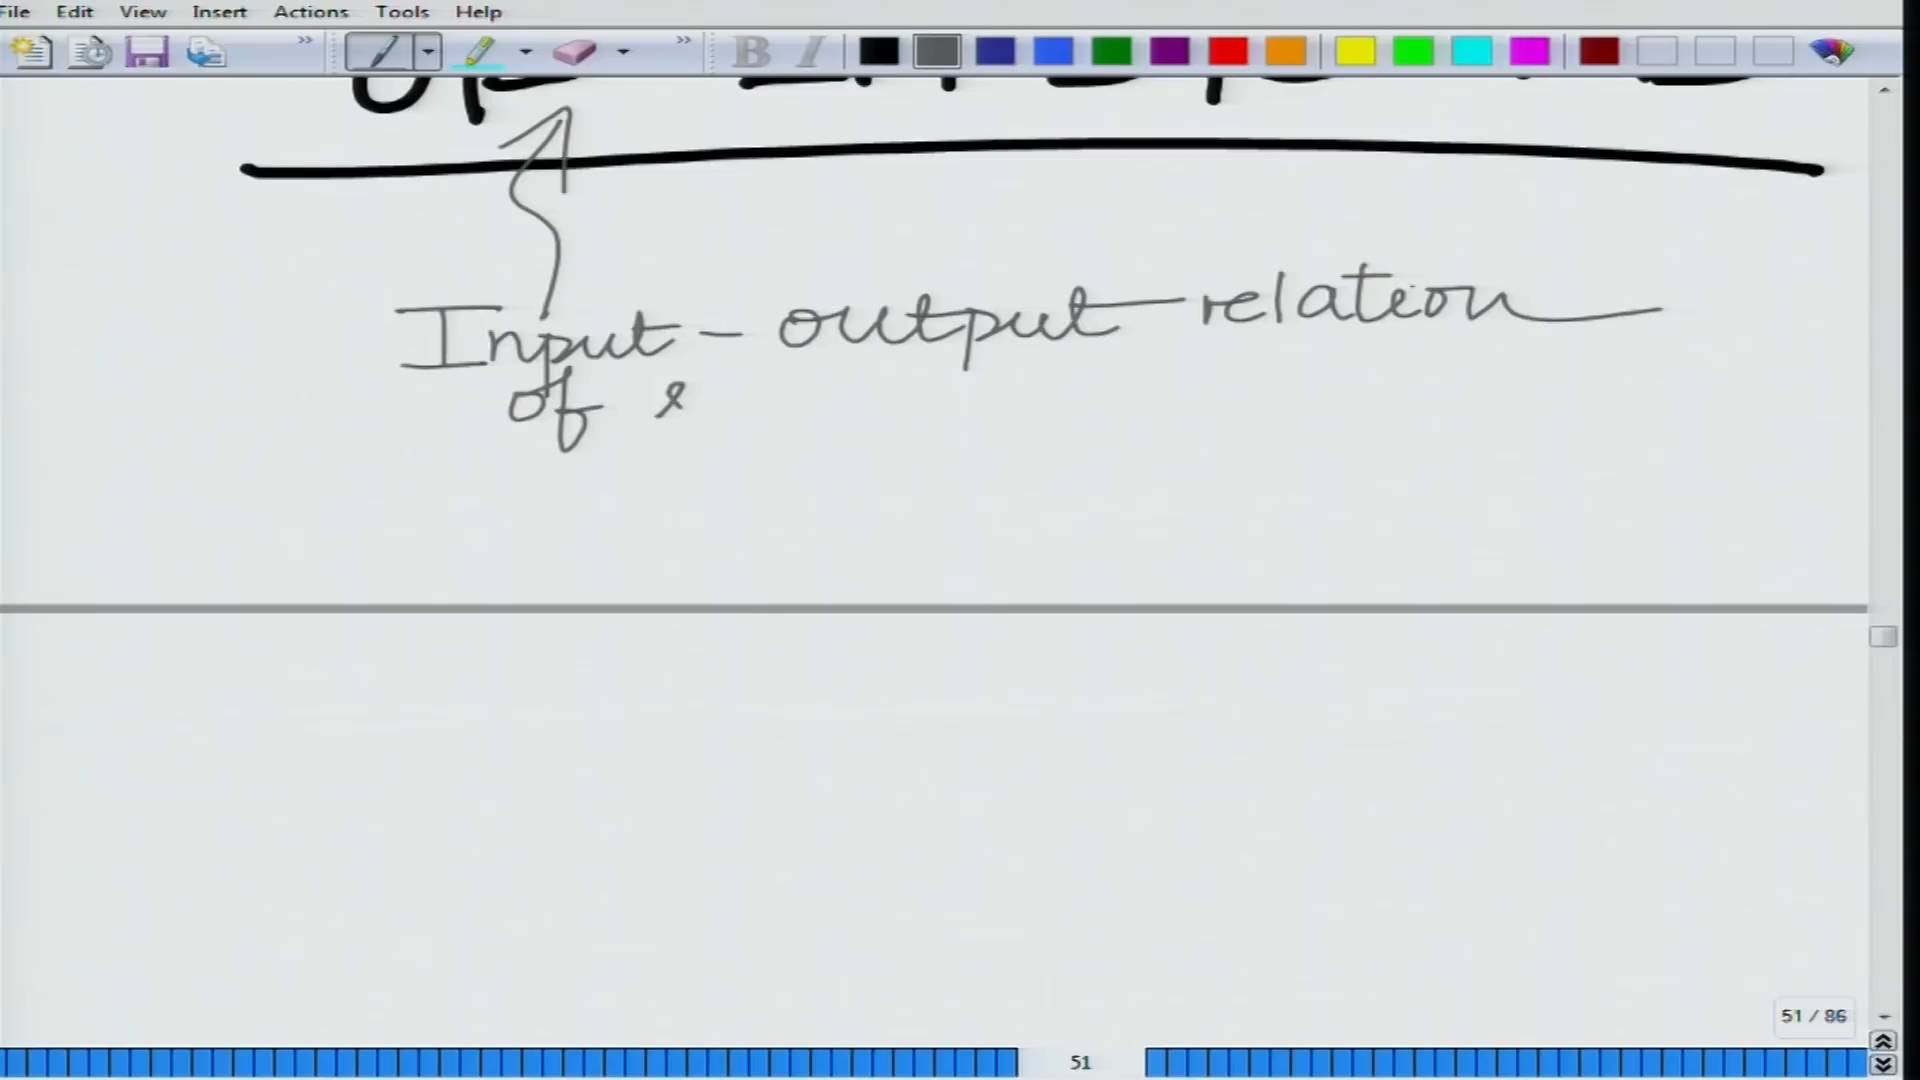 File Edit View Insert Actions Tools Help
B I
Input - output relation
of
51 / 86
51